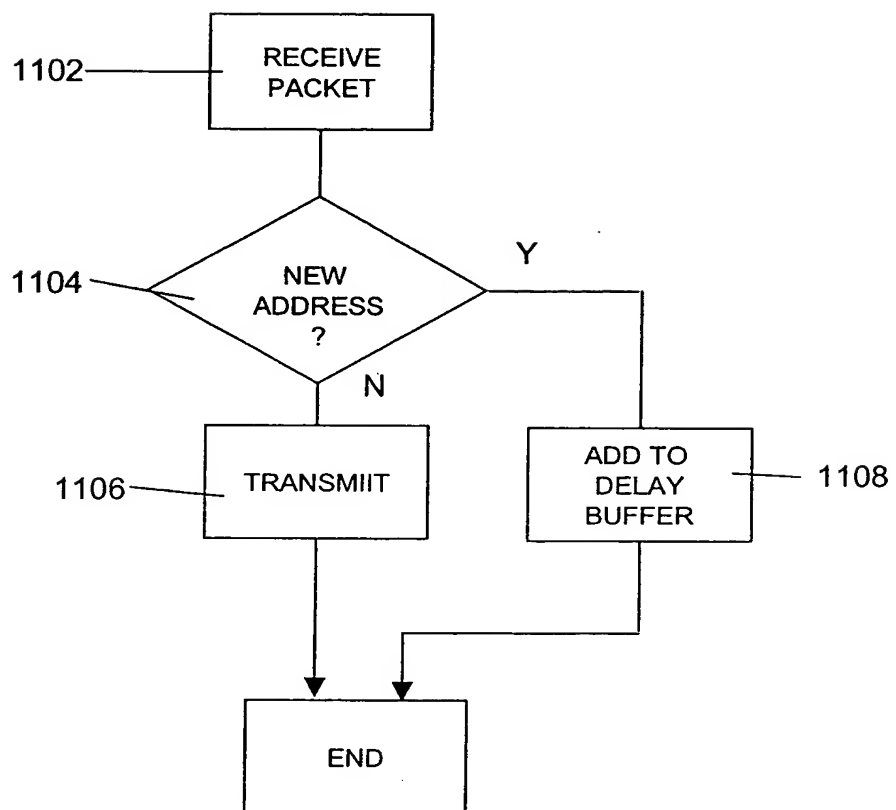 1102
RECEIVE
PACKET
1104
NEW
ADDRESS
?
Y
N
1106
TRANSMIIT
ADD TO
DELAY
BUFFER
1108
END